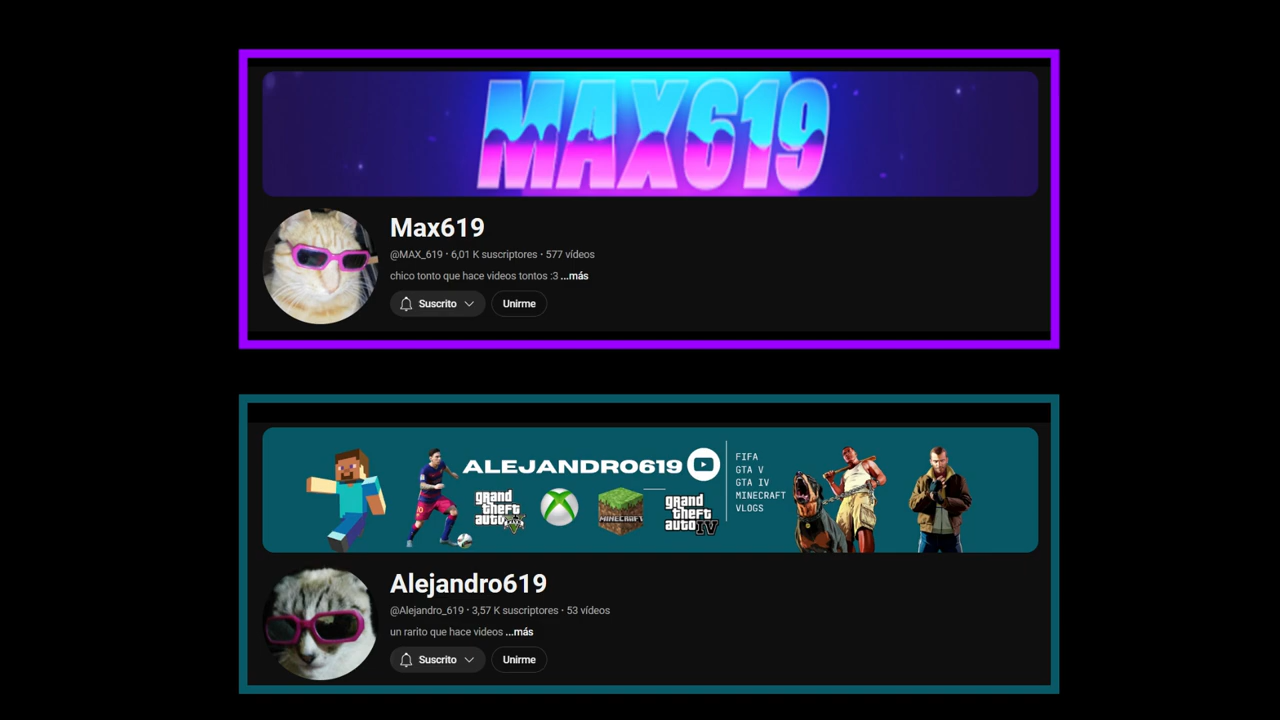 MAX619
Max619
@MAX_619 · 6,01 K suscriptores · 577 vídeos
chico tonto que hace videos tontos :3 ...más
Suscrito
Unirme
ALEJANDRO619
FIFA
GTA V
GTA IV
MINECRAFT
VLOGS
grand
theft
auto V
MINECRAFT
grand
theft
auto IV
Alejandro619
@Alejandro_619 · 3,57 K suscriptores · 53 vídeos
un rarito que hace videos ...más
Suscrito
Unirme